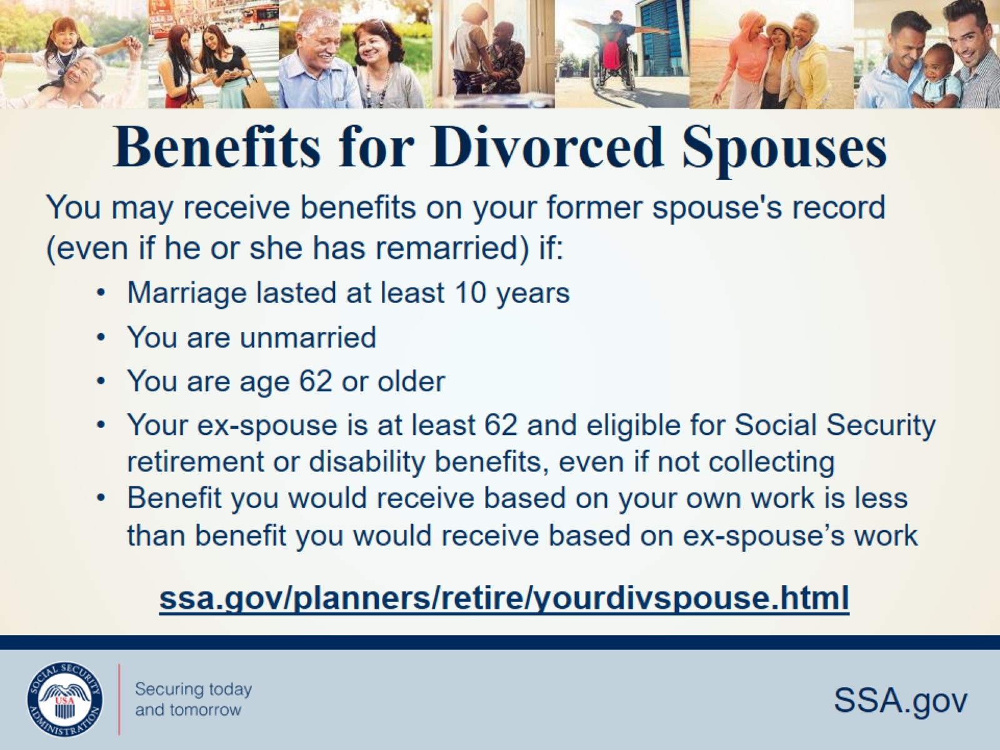 Benefits for Divorced Spouses
You may receive benefits on your former spouse's record
(even if he or she has remarried) if:
• Marriage lasted at least 10 years
• You are unmarried
• You are age 62 or older
• Your ex-spouse is at least 62 and eligible for Social Security
retirement or disability benefits, even if not collecting
• Benefit you would receive based on your own work is less
than benefit you would receive based on ex-spouse’s work
ssa.gov/planners/retire/yourdivspouse.html
SOCIAL SECURITY
USA
ADMINISTRATION
Securing today
and tomorrow
SSA.gov